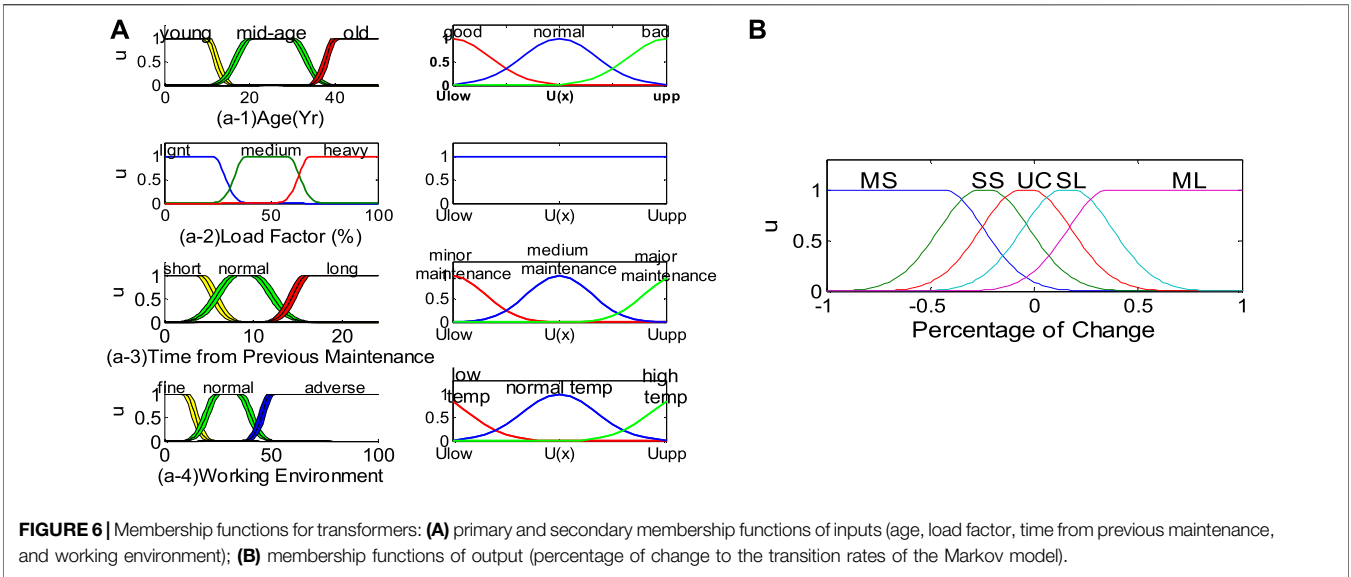 A
young mid-age old
u
1
0.5
0
0 20 40
(a-1)Age(Yr)
good normal bad
1
0.5
0
Ulow U(x) upp
lignt medium heavy
u
1
0.5
0
0 50 100
(a-2)Load Factor (%)
1
0.5
0
Ulow U(x) Uupp
short normal long
u
1
0.5
0
0 10 20
(a-3)Time from Previous Maintenance
minor maintenance
medium maintenance
major maintenance
1
0.5
0
Ulow U(x) Uupp
fine normal adverse
u
1
0.5
0
0 50 100
(a-4)Working Environment
low temp
normal temp
high temp
1
0.5
0
Ulow U(x) Uupp
B
MS SS UC SL ML
u
1
0.5
0
-1 -0.5 0 0.5 1
Percentage of Change
FIGURE 6 | Membership functions for transformers: (A) primary and secondary membership functions of inputs (age, load factor, time from previous maintenance,
and working environment); (B) membership functions of output (percentage of change to the transition rates of the Markov model).